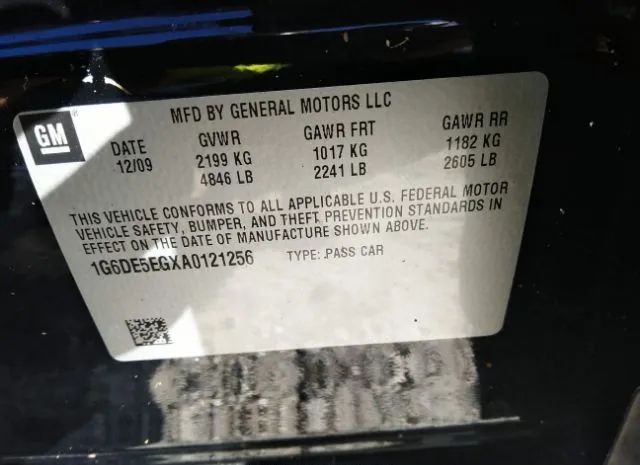 MFD BY GENERAL MOTORS LLC
GM ®
DATE GVWR GAWR FRT GAWR RR
12/09 2199 KG 1017 KG 1182 KG
4846 LB 2241 LB 2605 LB
THIS VEHICLE CONFORMS TO ALL APPLICABLE U.S. FEDERAL MOTOR
VEHICLE SAFETY, BUMPER, AND THEFT PREVENTION STANDARDS IN
EFFECT ON THE DATE OF MANUFACTURE SHOWN ABOVE.
1G6DE5EGXA0121256 TYPE: PASS CAR